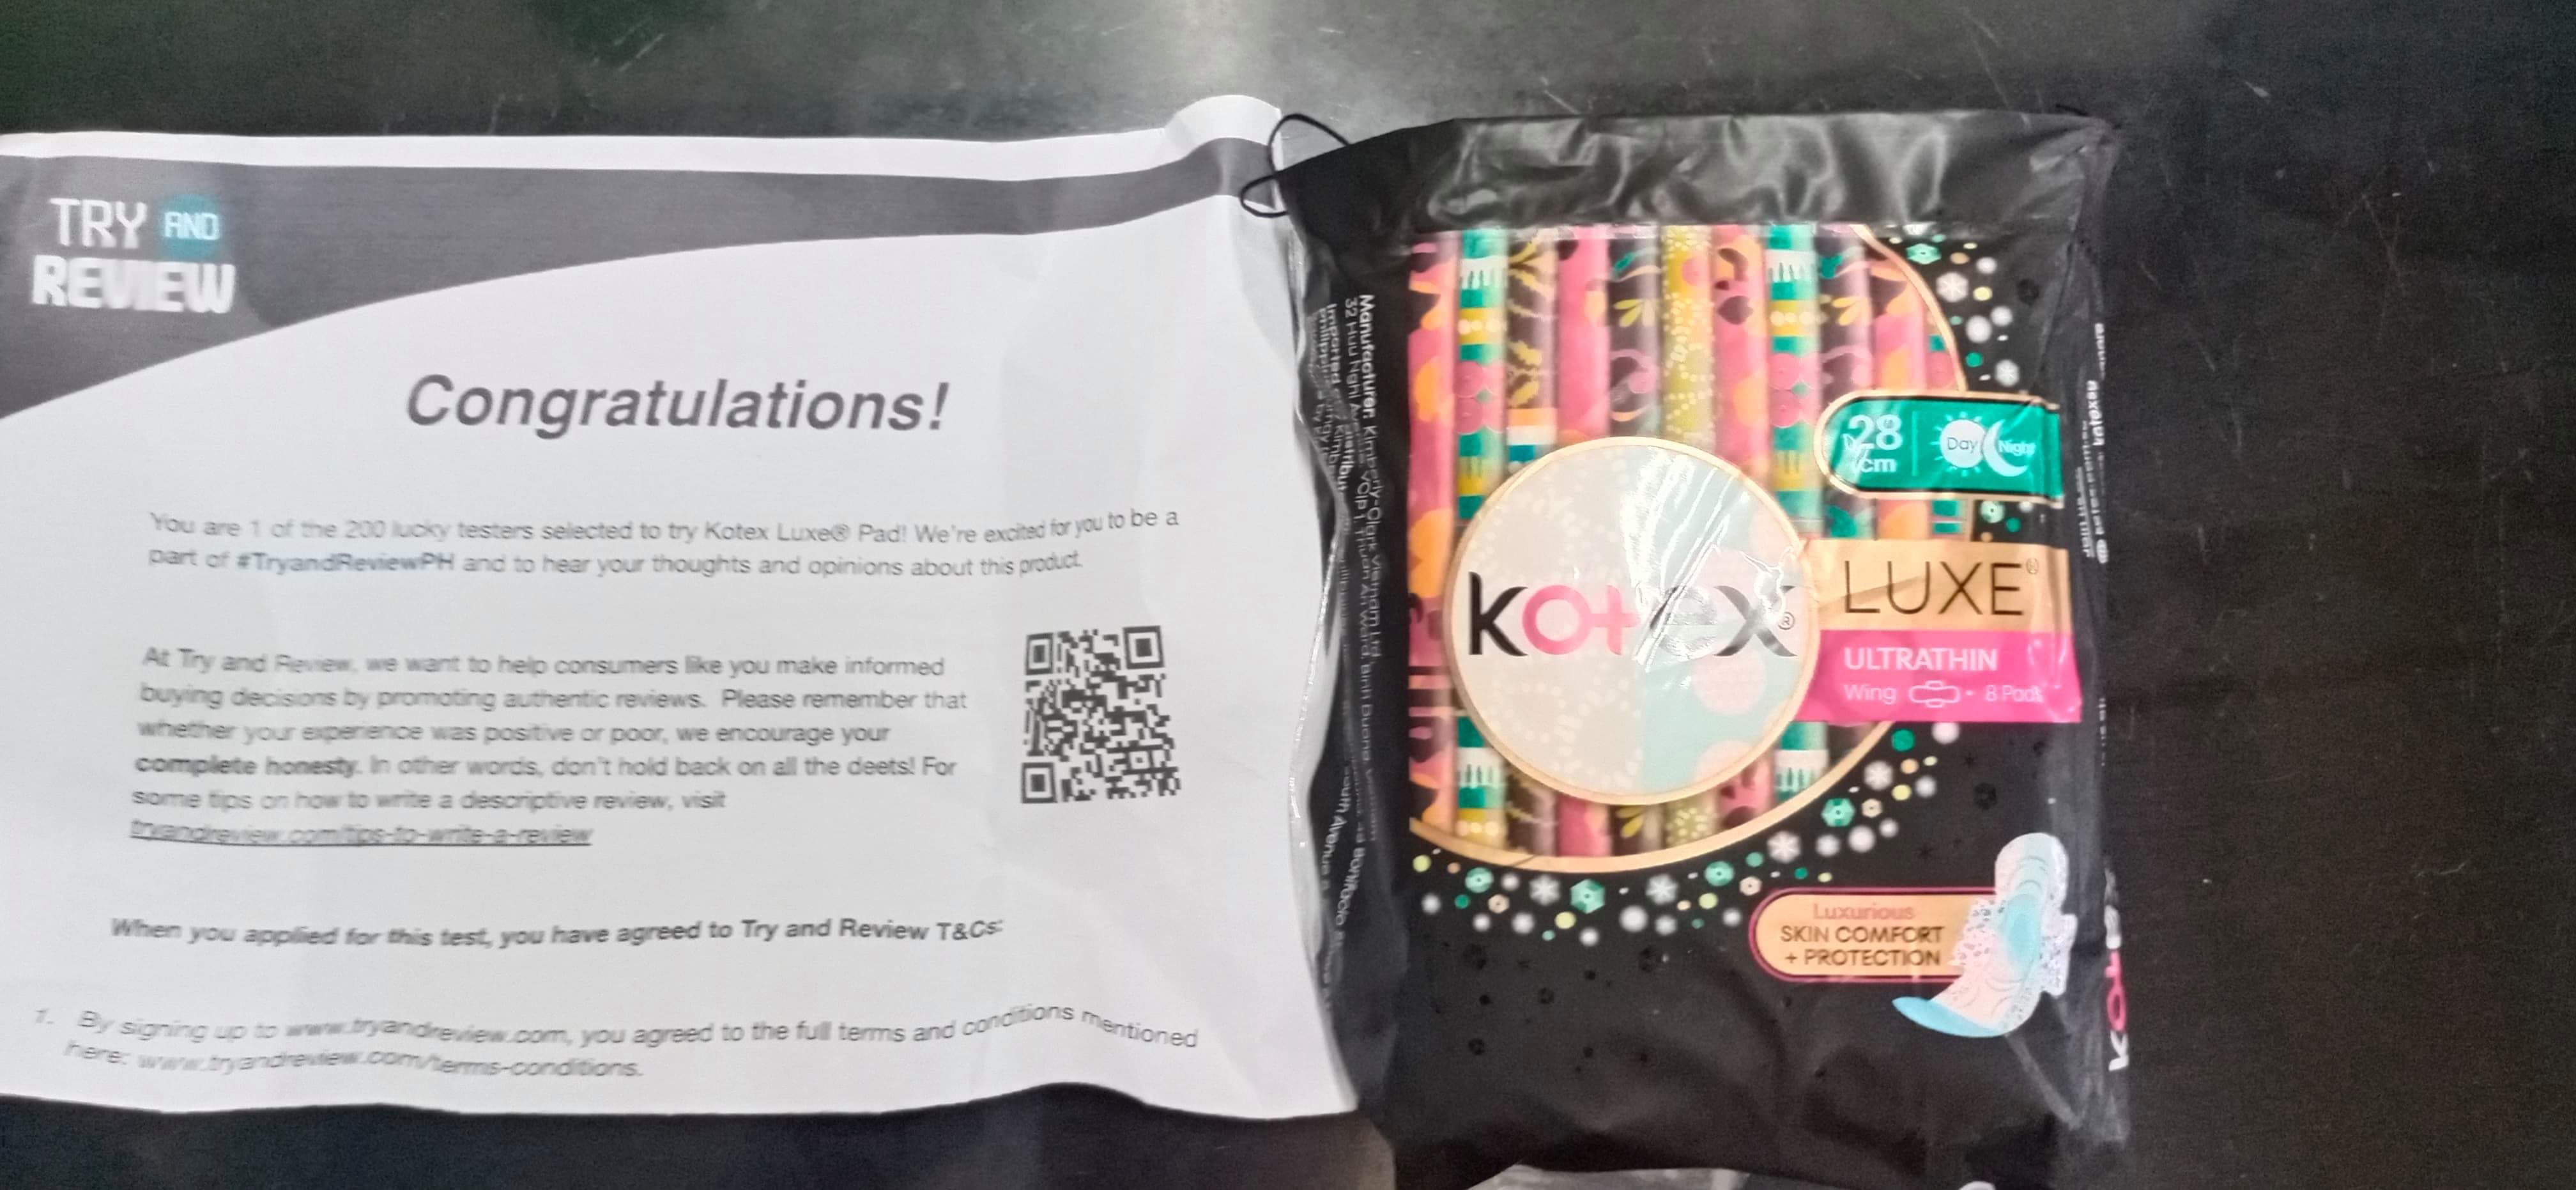 TRY AND
REVIEW
Congratulations!
You are 1 of the 200 lucky testers selected to try Kotex Luxe® Pad! We're excited for you to be a
part of #TryandReviewPH and to hear your thoughts and opinions about this product.
At Try and Review, we want to help consumers like you make informed
buying decisions by promoting authentic reviews. Please remember that
whether your experience was positive or poor, we encourage your
complete honesty. In other words, don't hold back on all the deets! For
some tips on how to write a descriptive review, visit
tryandreview.com/tips-to-write-a-review
When you applied for this test, you have agreed to Try and Review T&Cs:
1. By signing up to www.tryandreview.com, you agreed to the full terms and conditions mentioned
here: www.tryandreview.com/terms-conditions.
Manufacturer: Kimberly-Clark Vietnam Ltd.
28
cm
Day Night
kotex®
LUXE®
ULTRATHIN
Wing • 8 Pads
Luxurious
SKIN COMFORT
+ PROTECTION
kotex